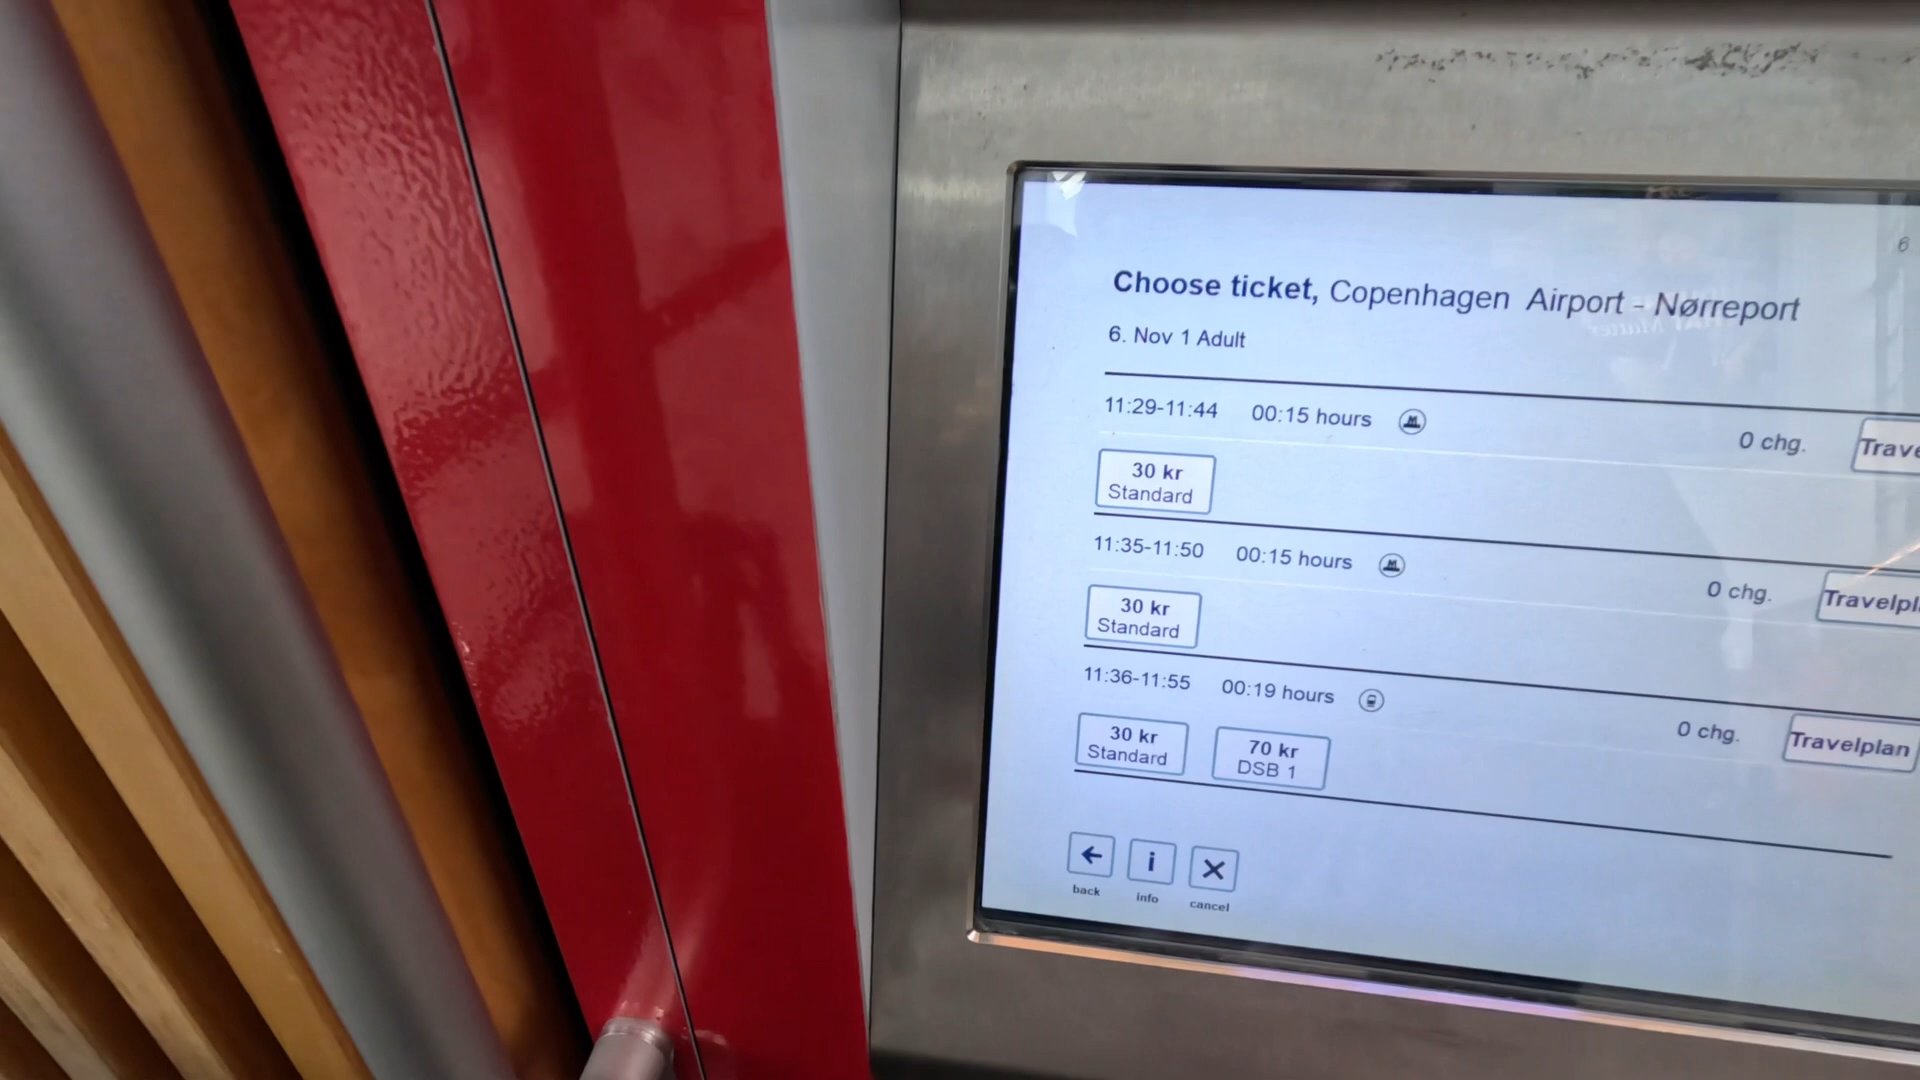 6
Choose ticket, Copenhagen Airport - Nørreport
6. Nov 1 Adult
11:29-11:44 00:15 hours 0 chg. Trave
30 kr
Standard
11:35-11:50 00:15 hours 0 chg. Travelpl
30 kr
Standard
11:36-11:55 00:19 hours 0 chg. Travelplan
30 kr
Standard
70 kr
DSB 1
back
i
info
cancel